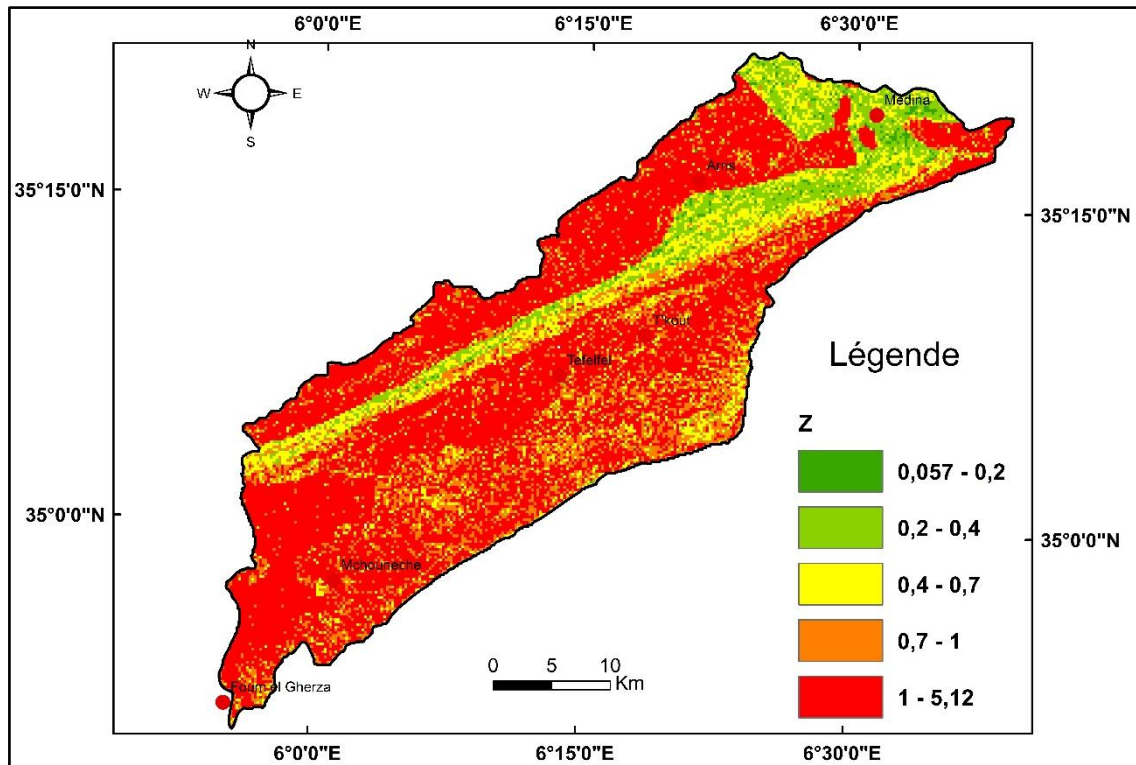 6°0'0"E 6°15'0"E 6°30'0"E
N
W E
S
Medina
Arris
35°15'0"N
35°15'0"N
T'kout
Tefelfel
Légende
Z
0,057 - 0,2
0,2 - 0,4
35°0'0"N
35°0'0"N
0,4 - 0,7
Mchouneche
0,7 - 1
0 5 10
Km
Foum el Gherza
1 - 5,12
6°0'0"E 6°15'0"E 6°30'0"E